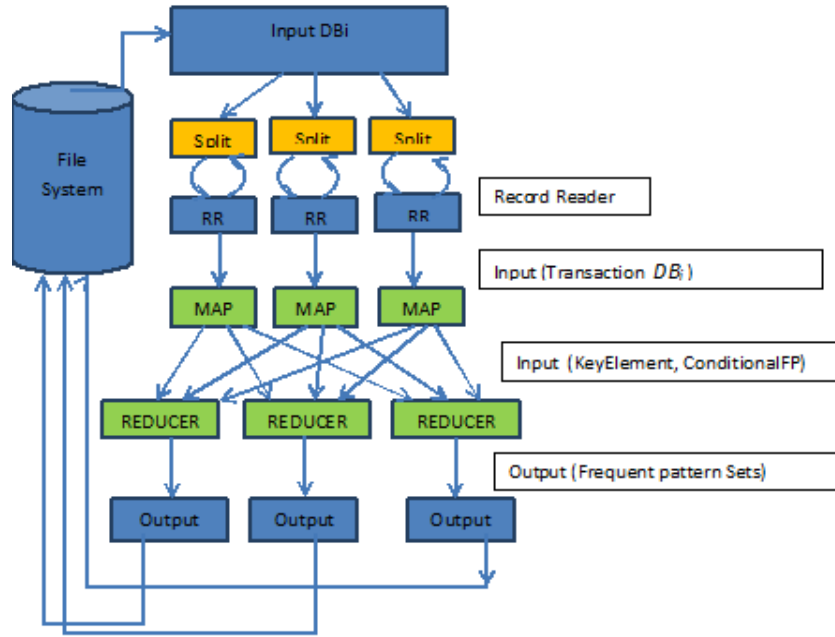 Input DBi
File
System
Split
Split
Split
RR
RR
RR
Record Reader
Input (Transaction DBi)
MAP
MAP
MAP
Input (KeyElement, ConditionalFP)
REDUCER
REDUCER
REDUCER
Output (Frequent pattern Sets)
Output
Output
Output